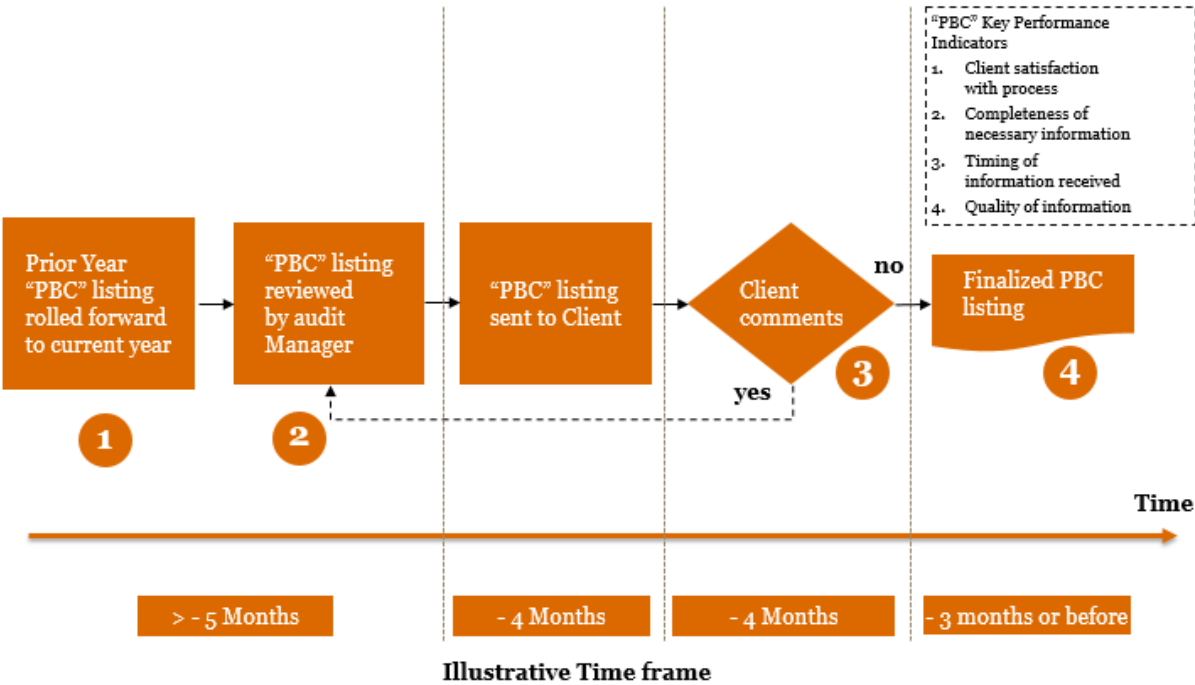 “PBC” Key Performance
Indicators
1. Client satisfaction
with process
2. Completeness of
necessary information
3. Timing of
information received
4. Quality of information
Prior Year
“PBC” listing
rolled forward
to current year
“PBC” listing
reviewed
by audit
Manager
“PBC” listing
sent to Client
Client
comments
no
yes
Finalized PBC
listing
1
2
3
4
Time
> - 5 Months
- 4 Months
- 4 Months
- 3 months or before
Illustrative Time frame